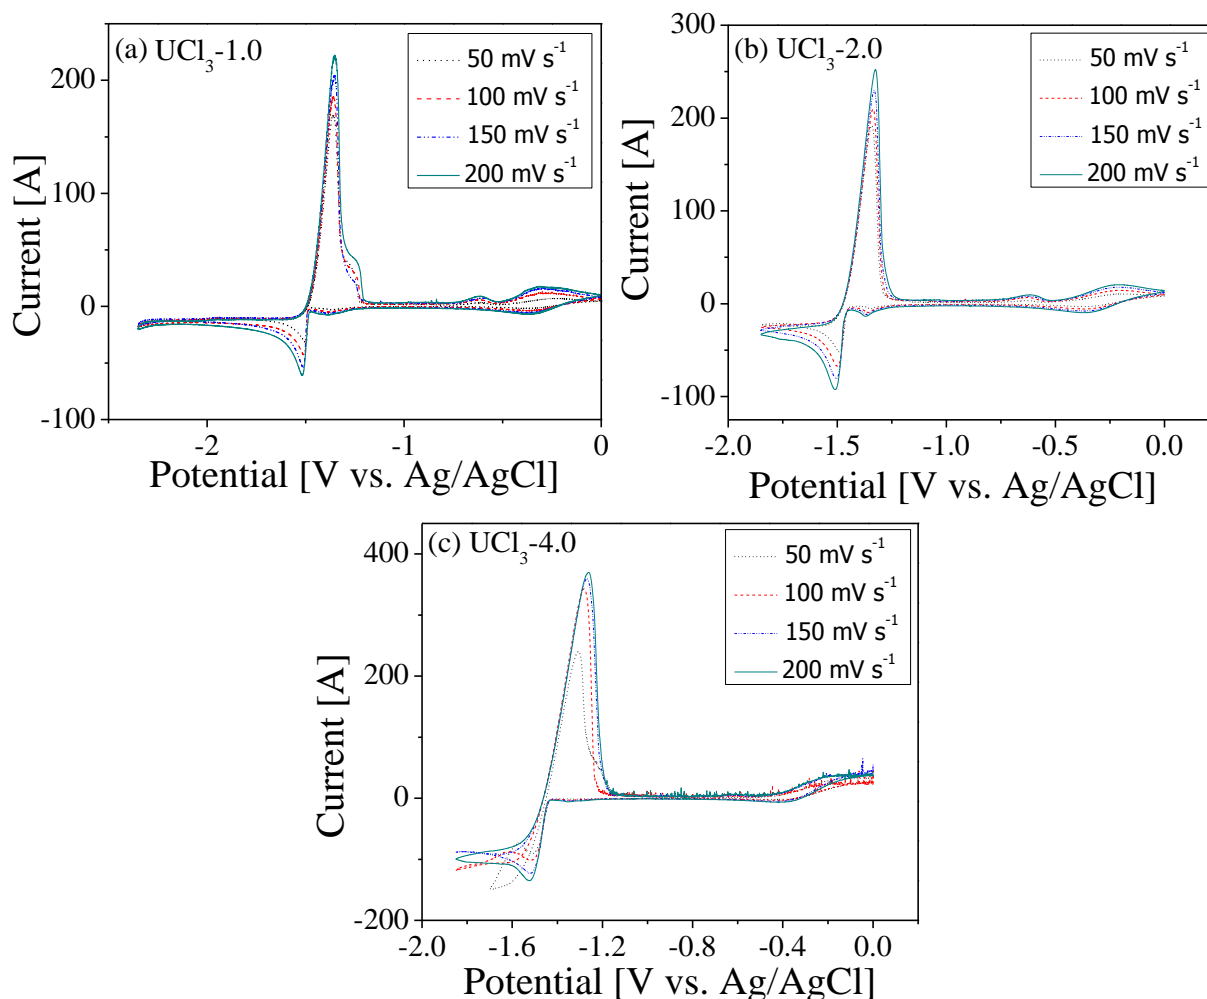 (a) UCl₃-1.0
50 mV s⁻¹
100 mV s⁻¹
150 mV s⁻¹
200 mV s⁻¹
200
100
0
-100
-2
-1
0
Current [A]
Potential [V vs. Ag/AgCl]
(b) UCl₃-2.0
50 mV s⁻¹
100 mV s⁻¹
150 mV s⁻¹
200 mV s⁻¹
300
200
100
0
-100
-2.0
-1.5
-1.0
-0.5
0.0
Current [A]
Potential [V vs. Ag/AgCl]
(c) UCl₃-4.0
50 mV s⁻¹
100 mV s⁻¹
150 mV s⁻¹
200 mV s⁻¹
400
200
0
-200
-2.0
-1.6
-1.2
-0.8
-0.4
0.0
Current [A]
Potential [V vs. Ag/AgCl]